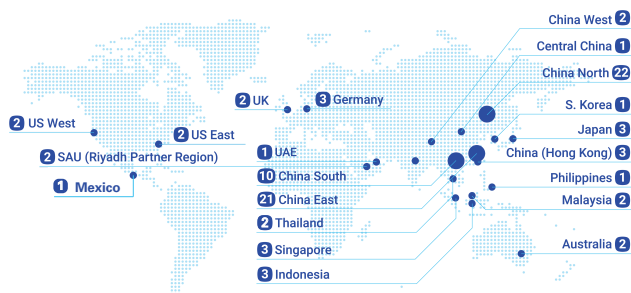 China West 2
Central China 1
China North 22
2 UK
3 Germany
S. Korea 1
2 US West
2 US East
Japan 3
2 SAU (Riyadh Partner Region)
1 UAE
China (Hong Kong) 3
1 Mexico
10 China South
Philippines 1
21 China East
Malaysia 2
2 Thailand
3 Singapore
Australia 2
3 Indonesia